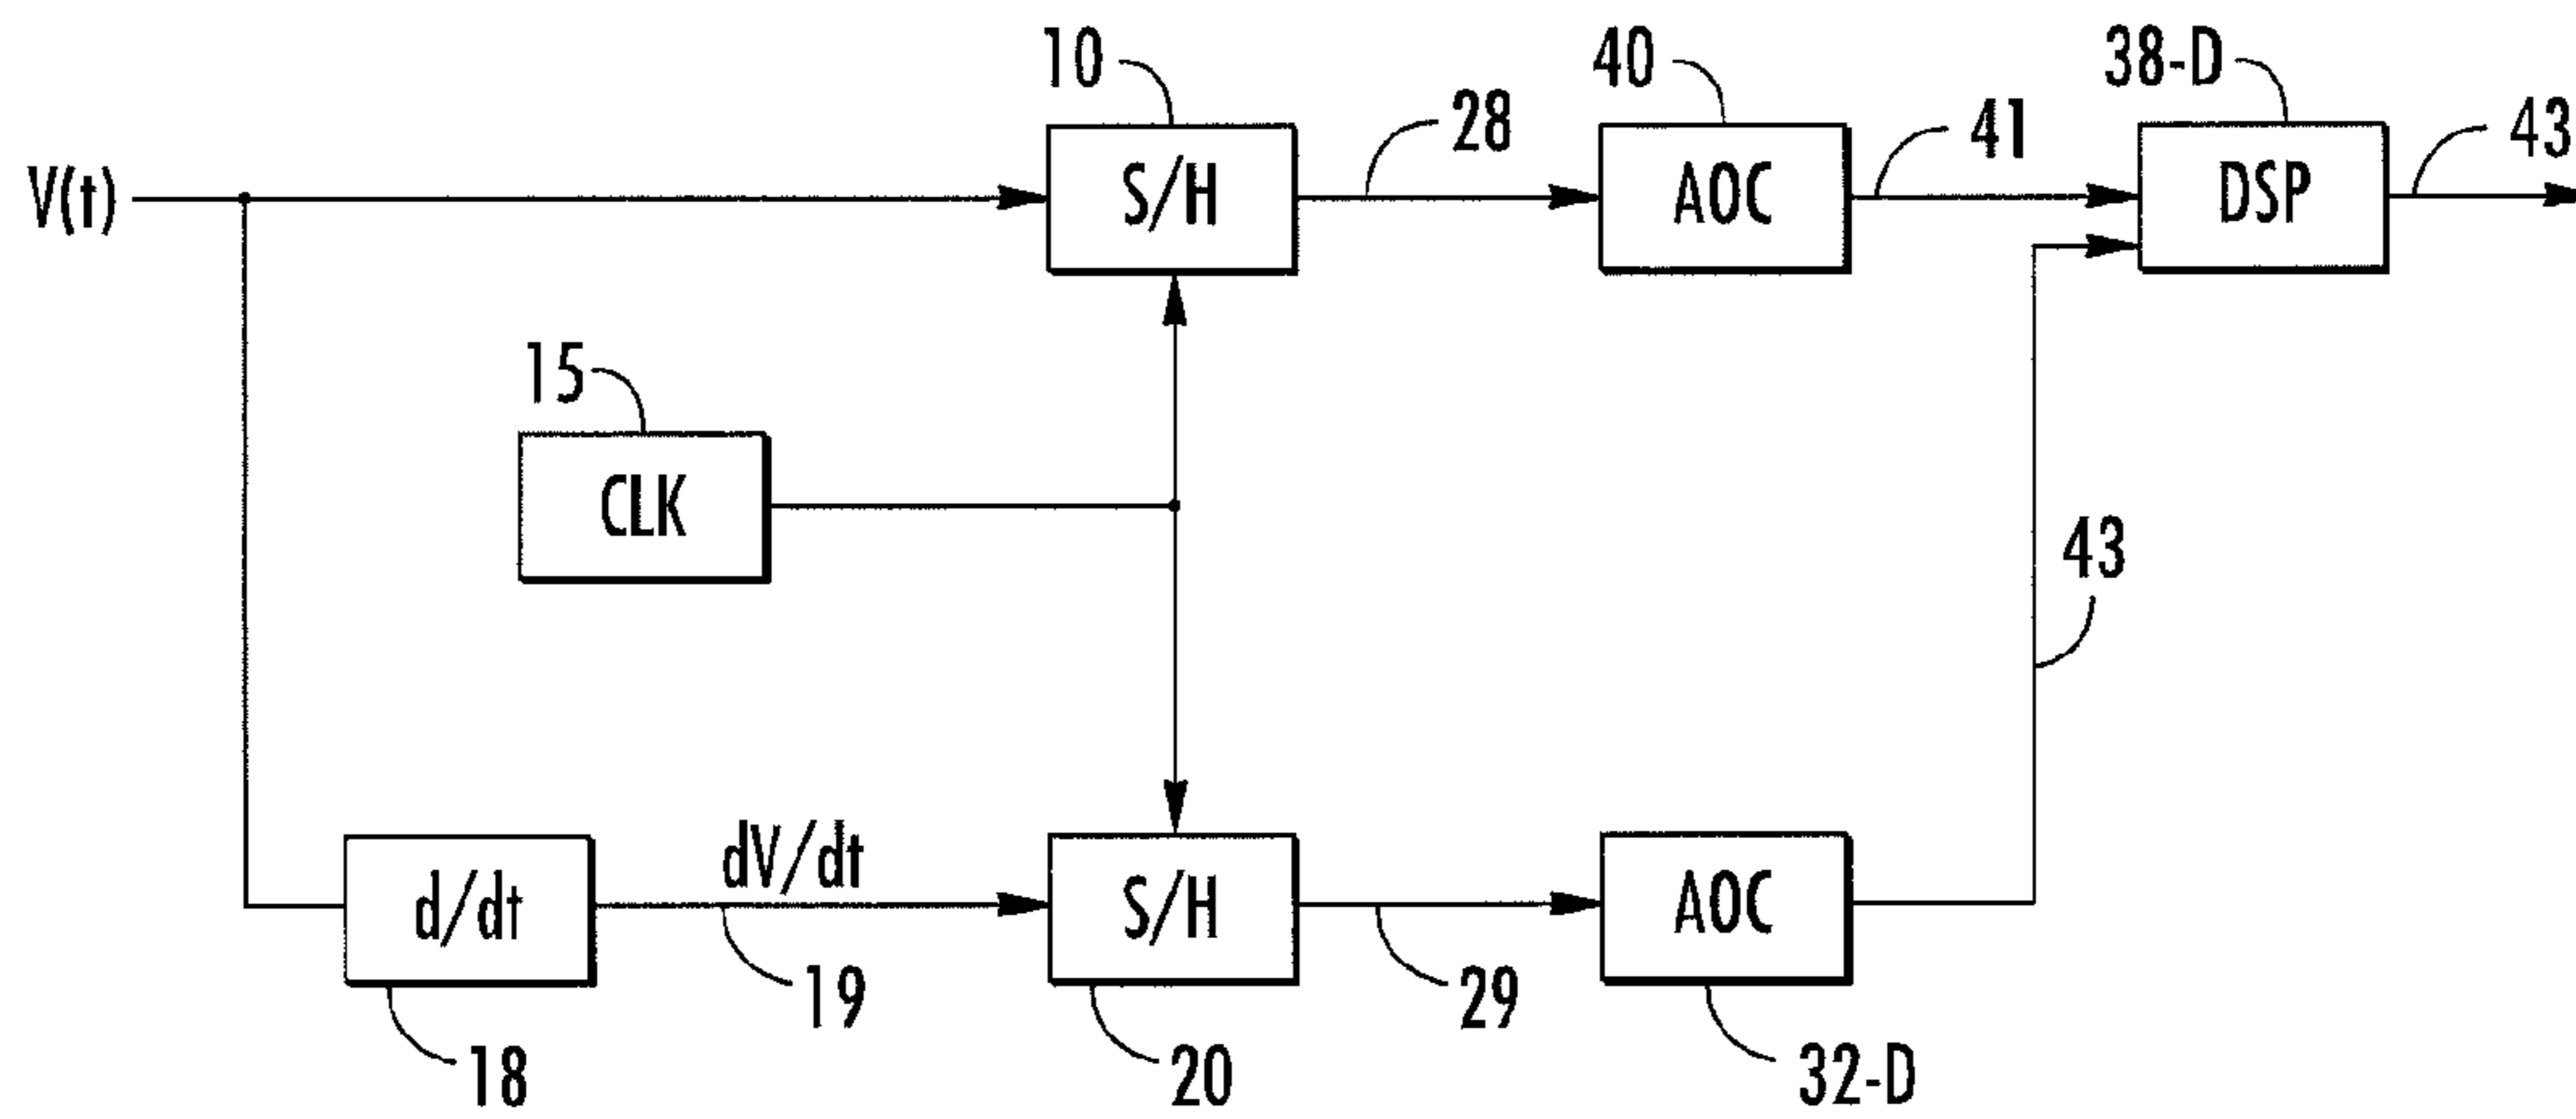 10
40
38-D
28
41
43
V(t)
S/H
AOC
DSP
15
CLK
43
dV/dt
d/dt
S/H
AOC
19
29
18
20
32-D